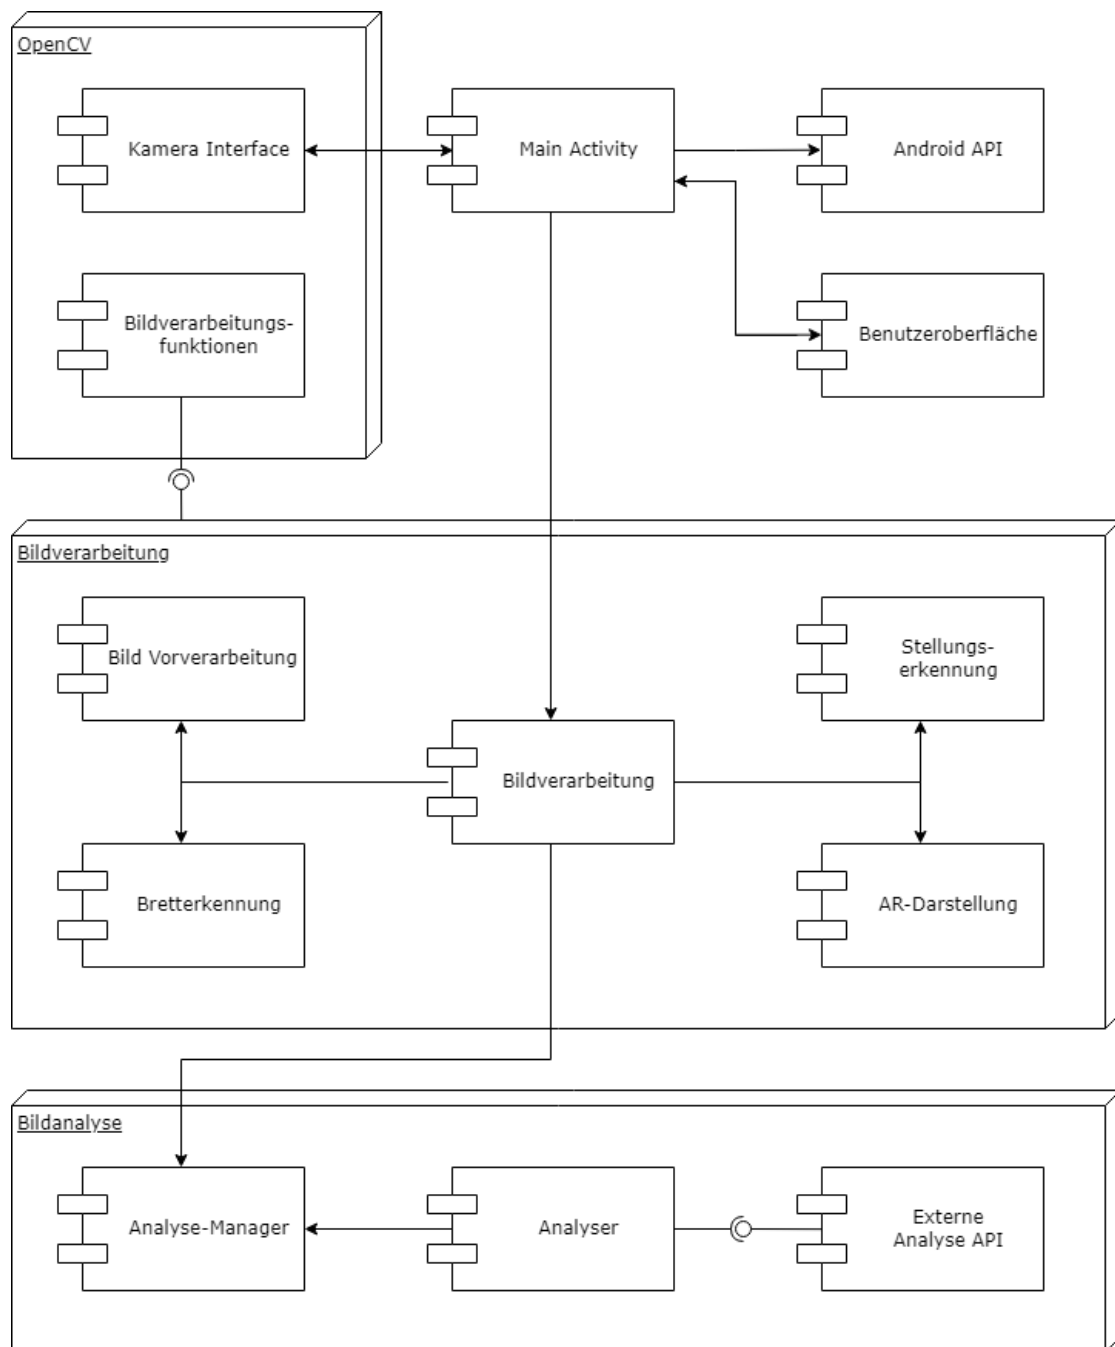 OpenCV
Kamera Interface
Main Activity
Android API
Bildverarbeitungs-
funktionen
Benutzeroberfläche
Bildverarbeitung
Bild Vorverarbeitung
Stellungs-
erkennung
Bildverarbeitung
Bretterkennung
AR-Darstellung
Bildanalyse
Analyse-Manager
Analyser
Externe
Analyse API